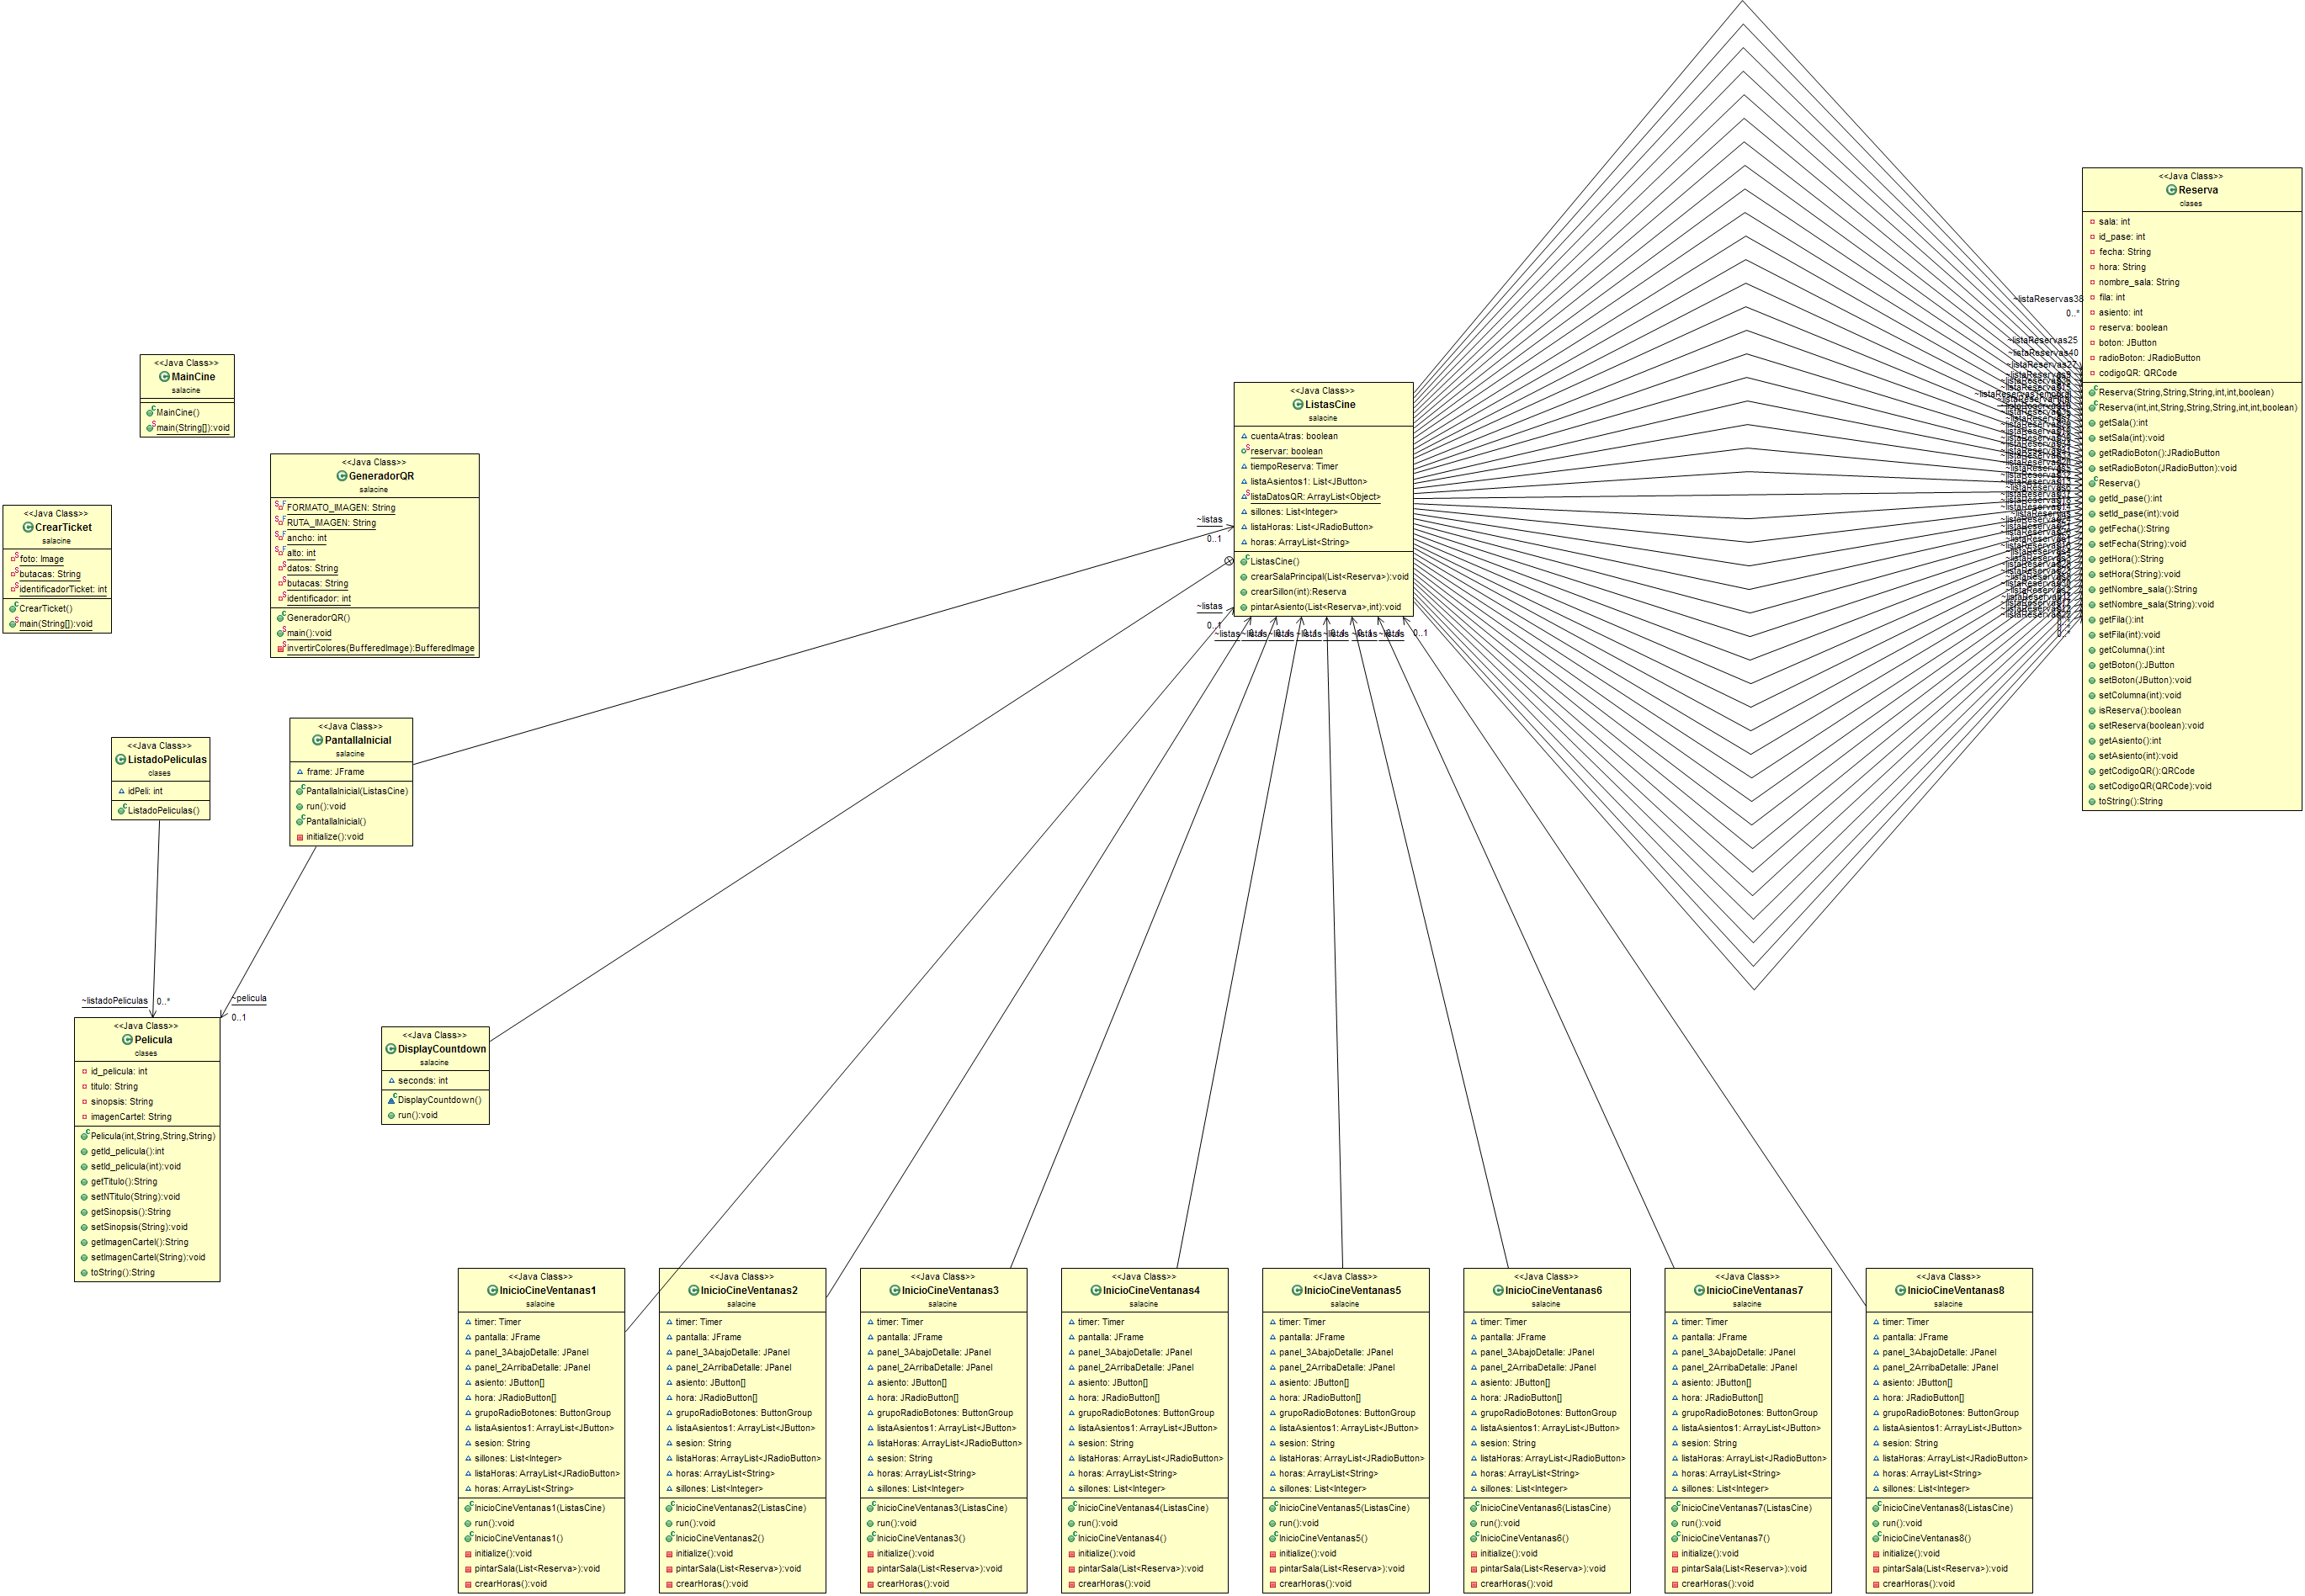 <<Java Class>>
MainCine
salacine
MainCine()
main(String[]):void
<<Java Class>>
GeneradorQR
salacine
FORMATO_IMAGEN: String
RUTA_IMAGEN: String
ancho: int
alto: int
datos: String
butacas: String
identificador: int
GeneradorQR()
main():void
invertirColores(BufferedImage):BufferedImage
<<Java Class>>
CrearTicket
salacine
foto: Image
butacas: String
identificadorTicket: int
CrearTicket()
main(String[]):void
<<Java Class>>
ListadoPeliculas
clases
idPeli: int
ListadoPeliculas()
<<Java Class>>
PantallaInicial
salacine
frame: JFrame
PantallaInicial(ListasCine)
run():void
PantallaInicial()
initialize():void
~listadoPeliculas
0..*
~pelicula
0..1
<<Java Class>>
Pelicula
clases
id_pelicula: int
titulo: String
sinopsis: String
imagenCartel: String
Pelicula(int,String,String,String)
getId_pelicula():int
setId_pelicula(int):void
getTitulo():String
setNTitulo(String):void
getSinopsis():String
setSinopsis(String):void
getImagenCartel():String
setImagenCartel(String):void
toString():String
<<Java Class>>
DisplayCountdown
salacine
seconds: int
DisplayCountdown()
run():void
<<Java Class>>
ListasCine
salacine
cuentaAtras: boolean
reservar: boolean
tiempoReserva: Timer
listaAsientos1: List<JButton>
listaDatosQR: ArrayList<Object>
sillones: List<Integer>
listaHoras: List<JRadioButton>
horas: ArrayList<String>
ListasCine()
crearSalaPrincipal(List<Reserva>):void
crearSillon(int):Reserva
pintarAsiento(List<Reserva>,int):void
~listas
0..1
~listas
0..1
~listas
~listas
~listas
~listas
~listas
~listas
~listas
0..1
~listaReservas38
0..*
~listaReservas25
~listaReservas40
~listaReservas27
<<Java Class>>
Reserva
clases
sala: int
id_pase: int
fecha: String
hora: String
nombre_sala: String
fila: int
asiento: int
reserva: boolean
boton: JButton
radioBoton: JRadioButton
codigoQR: QRCode
Reserva(String,String,String,int,int,boolean)
Reserva(int,int,String,String,String,int,int,boolean)
getSala():int
setSala(int):void
getRadioBoton():JRadioButton
setRadioBoton(JRadioButton):void
Reserva()
getId_pase():int
setId_pase(int):void
getFecha():String
setFecha(String):void
getHora():String
setHora(String):void
getNombre_sala():String
setNombre_sala(String):void
getFila():int
setFila(int):void
getColumna():int
getBoton():JButton
setBoton(JButton):void
setColumna(int):void
isReserva():boolean
setReserva(boolean):void
getAsiento():int
setAsiento(int):void
getCodigoQR():QRCode
setCodigoQR(QRCode):void
toString():String
<<Java Class>>
InicioCineVentanas1
salacine
timer: Timer
pantalla: JFrame
panel_3AbajoDetalle: JPanel
panel_2ArribaDetalle: JPanel
asiento: JButton[]
hora: JRadioButton[]
grupoRadioBotones: ButtonGroup
listaAsientos1: ArrayList<JButton>
sesion: String
sillones: List<Integer>
listaHoras: ArrayList<JRadioButton>
horas: ArrayList<String>
InicioCineVentanas1(ListasCine)
run():void
InicioCineVentanas1()
initialize():void
pintarSala(List<Reserva>):void
crearHoras():void
<<Java Class>>
InicioCineVentanas2
salacine
timer: Timer
pantalla: JFrame
panel_3AbajoDetalle: JPanel
panel_2ArribaDetalle: JPanel
asiento: JButton[]
hora: JRadioButton[]
grupoRadioBotones: ButtonGroup
listaAsientos1: ArrayList<JButton>
sesion: String
listaHoras: ArrayList<JRadioButton>
horas: ArrayList<String>
sillones: List<Integer>
InicioCineVentanas2(ListasCine)
run():void
InicioCineVentanas2()
initialize():void
pintarSala(List<Reserva>):void
crearHoras():void
<<Java Class>>
InicioCineVentanas3
salacine
timer: Timer
pantalla: JFrame
panel_3AbajoDetalle: JPanel
panel_2ArribaDetalle: JPanel
asiento: JButton[]
hora: JRadioButton[]
grupoRadioBotones: ButtonGroup
listaAsientos1: ArrayList<JButton>
listaHoras: ArrayList<JRadioButton>
sesion: String
horas: ArrayList<String>
sillones: List<Integer>
InicioCineVentanas3(ListasCine)
run():void
InicioCineVentanas3()
initialize():void
pintarSala(List<Reserva>):void
crearHoras():void
<<Java Class>>
InicioCineVentanas4
salacine
timer: Timer
pantalla: JFrame
panel_3AbajoDetalle: JPanel
panel_2ArribaDetalle: JPanel
asiento: JButton[]
hora: JRadioButton[]
grupoRadioBotones: ButtonGroup
listaAsientos1: ArrayList<JButton>
sesion: String
listaHoras: ArrayList<JRadioButton>
horas: ArrayList<String>
sillones: List<Integer>
InicioCineVentanas4(ListasCine)
run():void
InicioCineVentanas4()
initialize():void
pintarSala(List<Reserva>):void
crearHoras():void
<<Java Class>>
InicioCineVentanas5
salacine
timer: Timer
pantalla: JFrame
panel_3AbajoDetalle: JPanel
panel_2ArribaDetalle: JPanel
asiento: JButton[]
hora: JRadioButton[]
grupoRadioBotones: ButtonGroup
listaAsientos1: ArrayList<JButton>
sesion: String
listaHoras: ArrayList<JRadioButton>
horas: ArrayList<String>
sillones: List<Integer>
InicioCineVentanas5(ListasCine)
run():void
InicioCineVentanas5()
initialize():void
pintarSala(List<Reserva>):void
crearHoras():void
<<Java Class>>
InicioCineVentanas6
salacine
timer: Timer
pantalla: JFrame
panel_3AbajoDetalle: JPanel
panel_2ArribaDetalle: JPanel
asiento: JButton[]
hora: JRadioButton[]
grupoRadioBotones: ButtonGroup
listaAsientos1: ArrayList<JButton>
sesion: String
listaHoras: ArrayList<JRadioButton>
horas: ArrayList<String>
sillones: List<Integer>
InicioCineVentanas6(ListasCine)
run():void
InicioCineVentanas6()
initialize():void
pintarSala(List<Reserva>):void
crearHoras():void
<<Java Class>>
InicioCineVentanas7
salacine
timer: Timer
pantalla: JFrame
panel_3AbajoDetalle: JPanel
panel_2ArribaDetalle: JPanel
asiento: JButton[]
hora: JRadioButton[]
grupoRadioBotones: ButtonGroup
listaAsientos1: ArrayList<JButton>
sesion: String
listaHoras: ArrayList<JRadioButton>
horas: ArrayList<String>
sillones: List<Integer>
InicioCineVentanas7(ListasCine)
run():void
InicioCineVentanas7()
initialize():void
pintarSala(List<Reserva>):void
crearHoras():void
<<Java Class>>
InicioCineVentanas8
salacine
timer: Timer
pantalla: JFrame
panel_3AbajoDetalle: JPanel
panel_2ArribaDetalle: JPanel
asiento: JButton[]
hora: JRadioButton[]
grupoRadioBotones: ButtonGroup
listaAsientos1: ArrayList<JButton>
sesion: String
listaHoras: ArrayList<JRadioButton>
horas: ArrayList<String>
sillones: List<Integer>
InicioCineVentanas8(ListasCine)
run():void
InicioCineVentanas8()
initialize():void
pintarSala(List<Reserva>):void
crearHoras():void